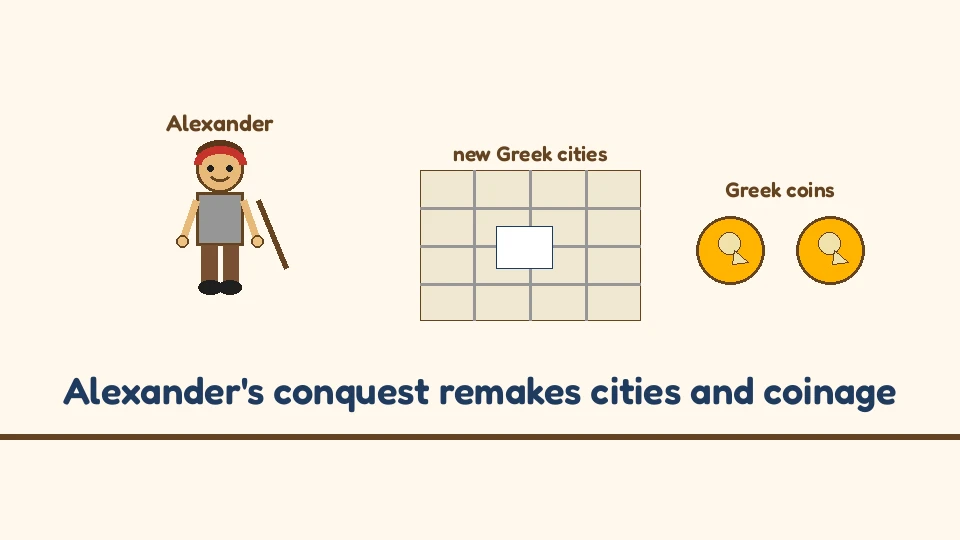 Alexander
new Greek cities
Greek coins
Alexander's conquest remakes cities and coinage